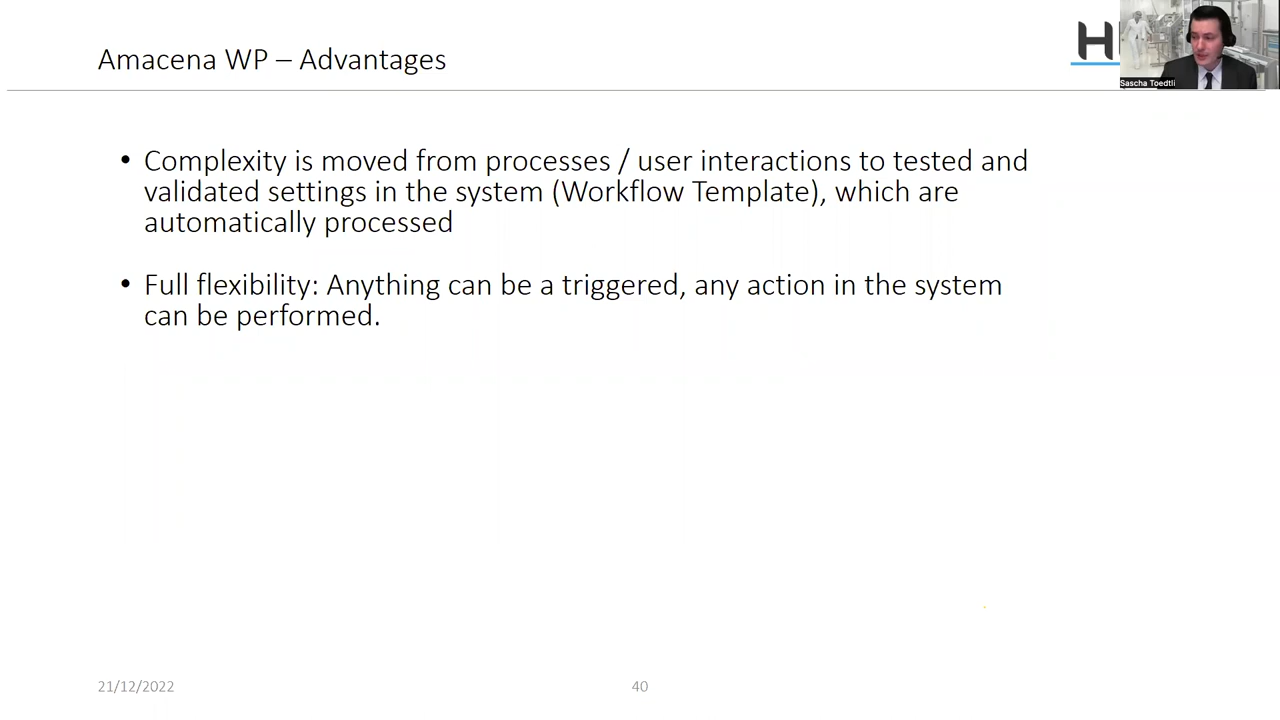 Amacena WP – Advantages
H
Sascha Toedtli
• Complexity is moved from processes / user interactions to tested and
validated settings in the system (Workflow Template), which are
automatically processed
• Full flexibility: Anything can be a triggered, any action in the system
can be performed.
21/12/2022
40